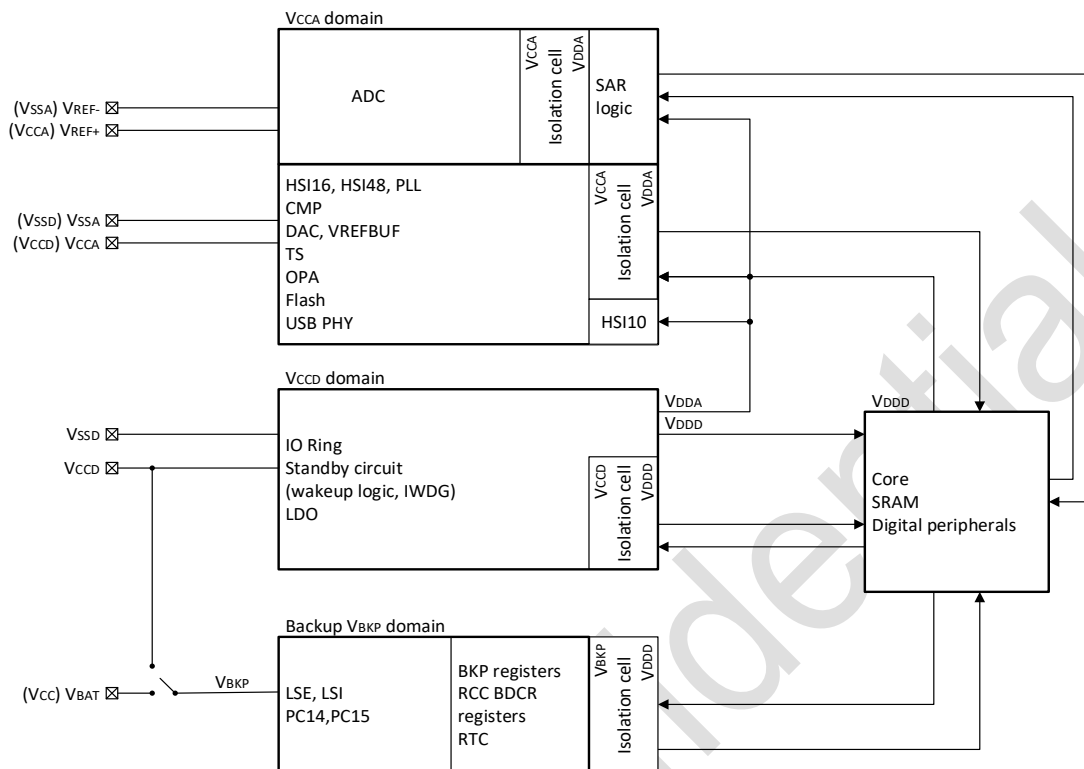 VCCA domain
ADC
VCCA
Isolation cell
VDDA
SAR
logic
(VSSA) VREF-
(VCCA) VREF+
HSI16, HSI48, PLL
CMP
DAC, VREFBUF
TS
OPA
Flash
USB PHY
VCCA
Isolation cell
VDDA
HSI10
(VSSD) VSSA
(VCCD) VCCA
VCCD domain
VDDA
VDDD
VDDD
VSSD
VCCD
IO Ring
Standby circuit
(wakeup logic, IWDG)
LDO
VCCD
Isolation cell
VDDD
Core
SRAM
Digital peripherals
Backup VBKP domain
(VCC) VBAT
VBKP
LSE, LSI
PC14,PC15
BKP registers
RCC BDCR
registers
RTC
VBKP
Isolation cell
VDDD